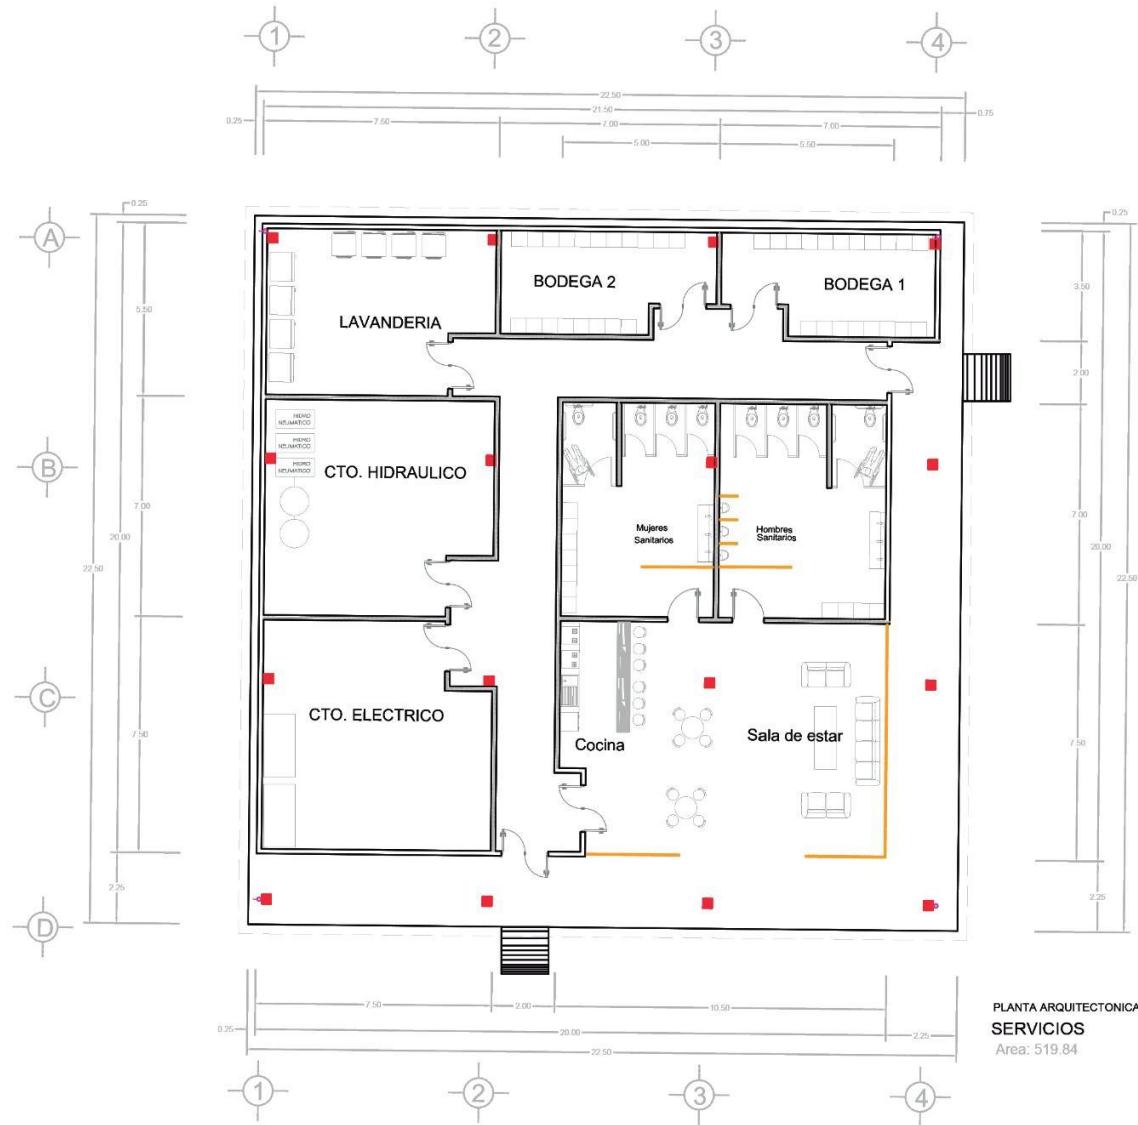 1
2
3
4
22.50
21.50
0.25
0.75
7.50
7.00
7.00
5.00
5.50
0.25
0.25
A
A
BODEGA 2
BODEGA 1
3.50
5.50
LAVANDERIA
2.00
HIDRO
NEUMATICO
HIDRO
NEUMATICO
HIDRO
NEUMATICO
B
CTO. HIDRAULICO
B
7.00
7.00
Mujeres
Sanitarios
Hombres
Sanitarios
20.00
20.00
22.50
22.50
C
CTO. ELECTRICO
Cocina
Sala de estar
C
7.50
7.50
2.25
2.25
D
D
7.50
2.00
10.50
0.25
20.00
2.25
22.50
PLANTA ARQUITECTONICA
SERVICIOS
Area: 519.84
1
2
3
4